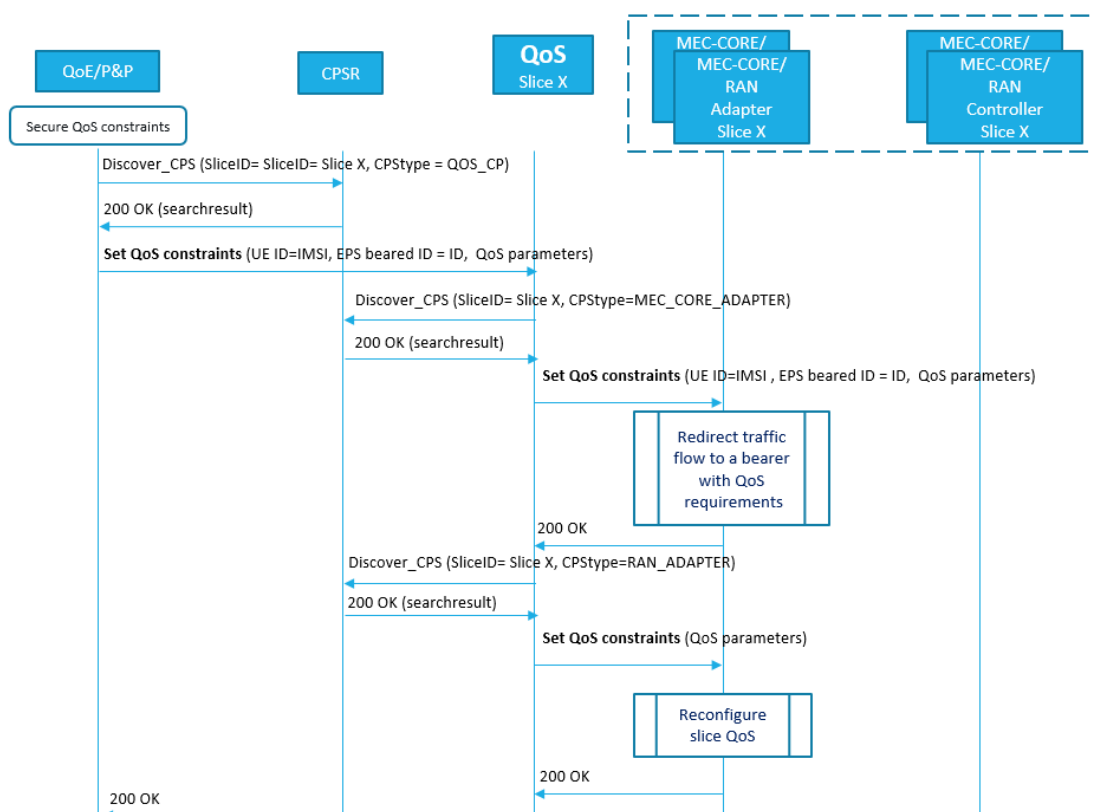 QoE/P&P
CPSR
QoS
Slice X
MEC-CORE/
MEC-CORE/
RAN
Adapter
Slice X
MEC-CORE/
MEC-CORE/
RAN
Controller
Slice X
Secure QoS constraints
Discover_CPS (SliceID= SliceID= Slice X, CPStype = QOS_CP)
200 OK (searchresult)
Set QoS constraints (UE ID=IMSI, EPS beared ID = ID, QoS parameters)
Discover_CPS (SliceID= Slice X, CPStype=MEC_CORE_ADAPTER)
200 OK (searchresult)
Set QoS constraints (UE ID=IMSI , EPS beared ID = ID, QoS parameters)
Redirect traffic
flow to a bearer
with QoS
requirements
200 OK
Discover_CPS (SliceID= Slice X, CPStype=RAN_ADAPTER)
200 OK (searchresult)
Set QoS constraints (QoS parameters)
Reconfigure
slice QoS
200 OK
200 OK